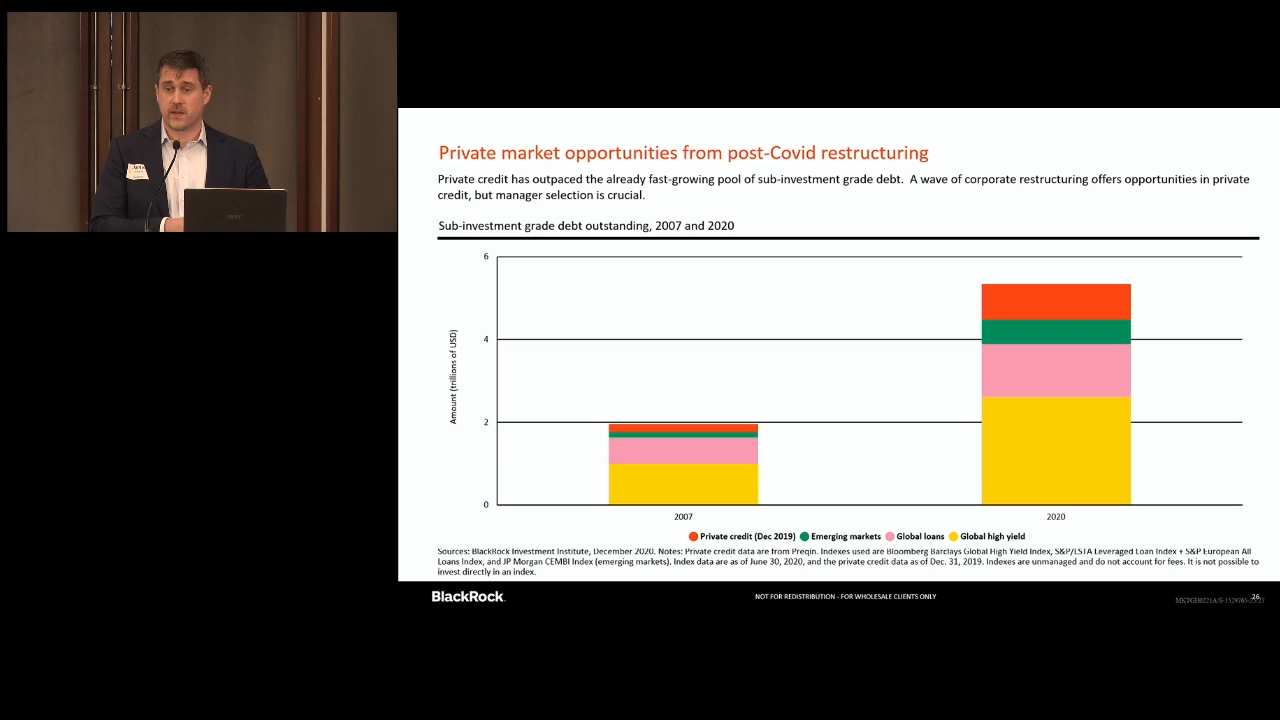 Private market opportunities from post-Covid restructuring
Private credit has outpaced the already fast-growing pool of sub-investment grade debt.  A wave of corporate restructuring offers opportunities in private
credit, but manager selection is crucial.
Sub-investment grade debt outstanding, 2007 and 2020
Amount (trillions of USD)
6
4
2
0
2007
2020
Private credit (Dec 2019) Emerging markets Global loans Global high yield
Sources: BlackRock Investment Institute, December 2020. Notes: Private credit data are from Preqin. Indexes used are Bloomberg Barclays Global High Yield Index, S&P/LSTA Leveraged Loan Index + S&P European All
Loans Index, and JP Morgan CEMBI Index (emerging markets). Index data are as of June 30, 2020, and the private credit data as of Dec. 31, 2019. Indexes are unmanaged and do not account for fees. It is not possible to
invest directly in an index.
BlackRock.
NOT FOR REDISTRIBUTION - FOR WHOLESALE CLIENTS ONLY
26